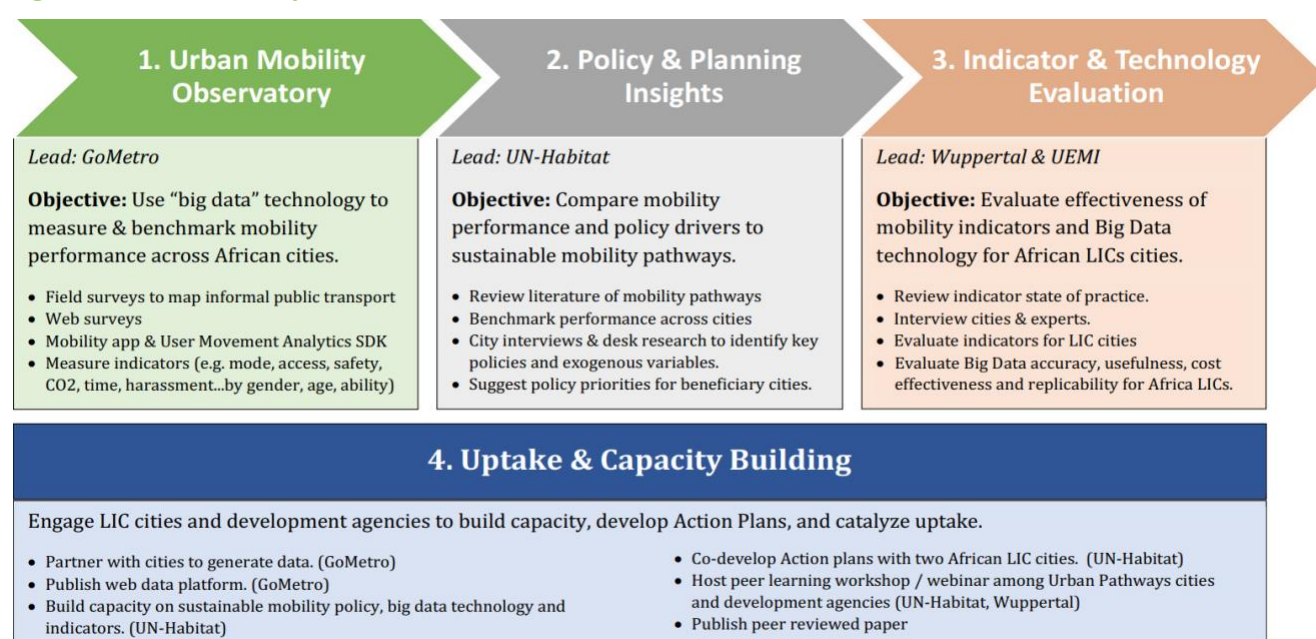 1. Urban Mobility
Observatory
Lead: GoMetro
Objective: Use “big data” technology to
measure & benchmark mobility
performance across African cities.
• Field surveys to map informal public transport
• Web surveys
• Mobility app & User Movement Analytics SDK
• Measure indicators (e.g. mode, access, safety,
CO2, time, harassment...by gender, age, ability)
2. Policy & Planning
Insights
Lead: UN-Habitat
Objective: Compare mobility
performance and policy drivers to
sustainable mobility pathways.
• Review literature of mobility pathways
• Benchmark performance across cities
• City interviews & desk research to identify key
policies and exogenous variables.
• Suggest policy priorities for beneficiary cities.
3. Indicator & Technology
Evaluation
Lead: Wuppertal & UEMI
Objective: Evaluate effectiveness of
mobility indicators and Big Data
technology for African LICs cities.
• Review indicator state of practice.
• Interview cities & experts.
• Evaluate indicators for LIC cities
• Evaluate Big Data accuracy, usefulness, cost
effectiveness and replicability for Africa LICs.
4. Uptake & Capacity Building
Engage LIC cities and development agencies to build capacity, develop Action Plans, and catalyze uptake.
• Partner with cities to generate data. (GoMetro)
• Publish web data platform. (GoMetro)
• Build capacity on sustainable mobility policy, big data technology and
indicators. (UN-Habitat)
• Co-develop Action plans with two African LIC cities. (UN-Habitat)
• Host peer learning workshop / webinar among Urban Pathways cities
and development agencies (UN-Habitat, Wuppertal)
• Publish peer reviewed paper